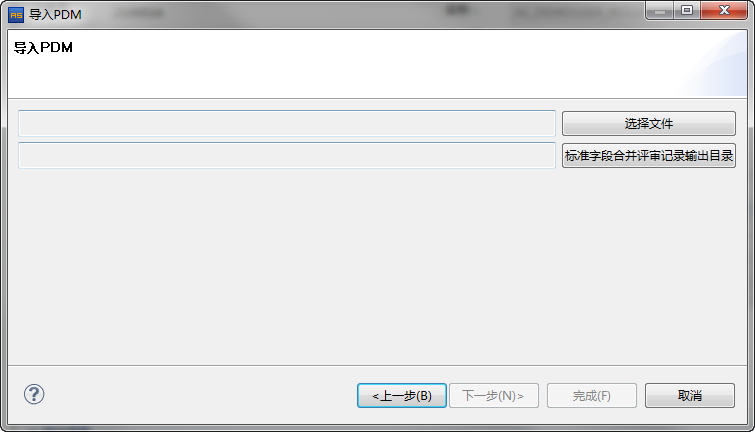 导入PDM
导入PDM
选择文件
标准字段合并评审记录输出目录
?
<上一步(B)
下一步(N)>
完成(F)
取消